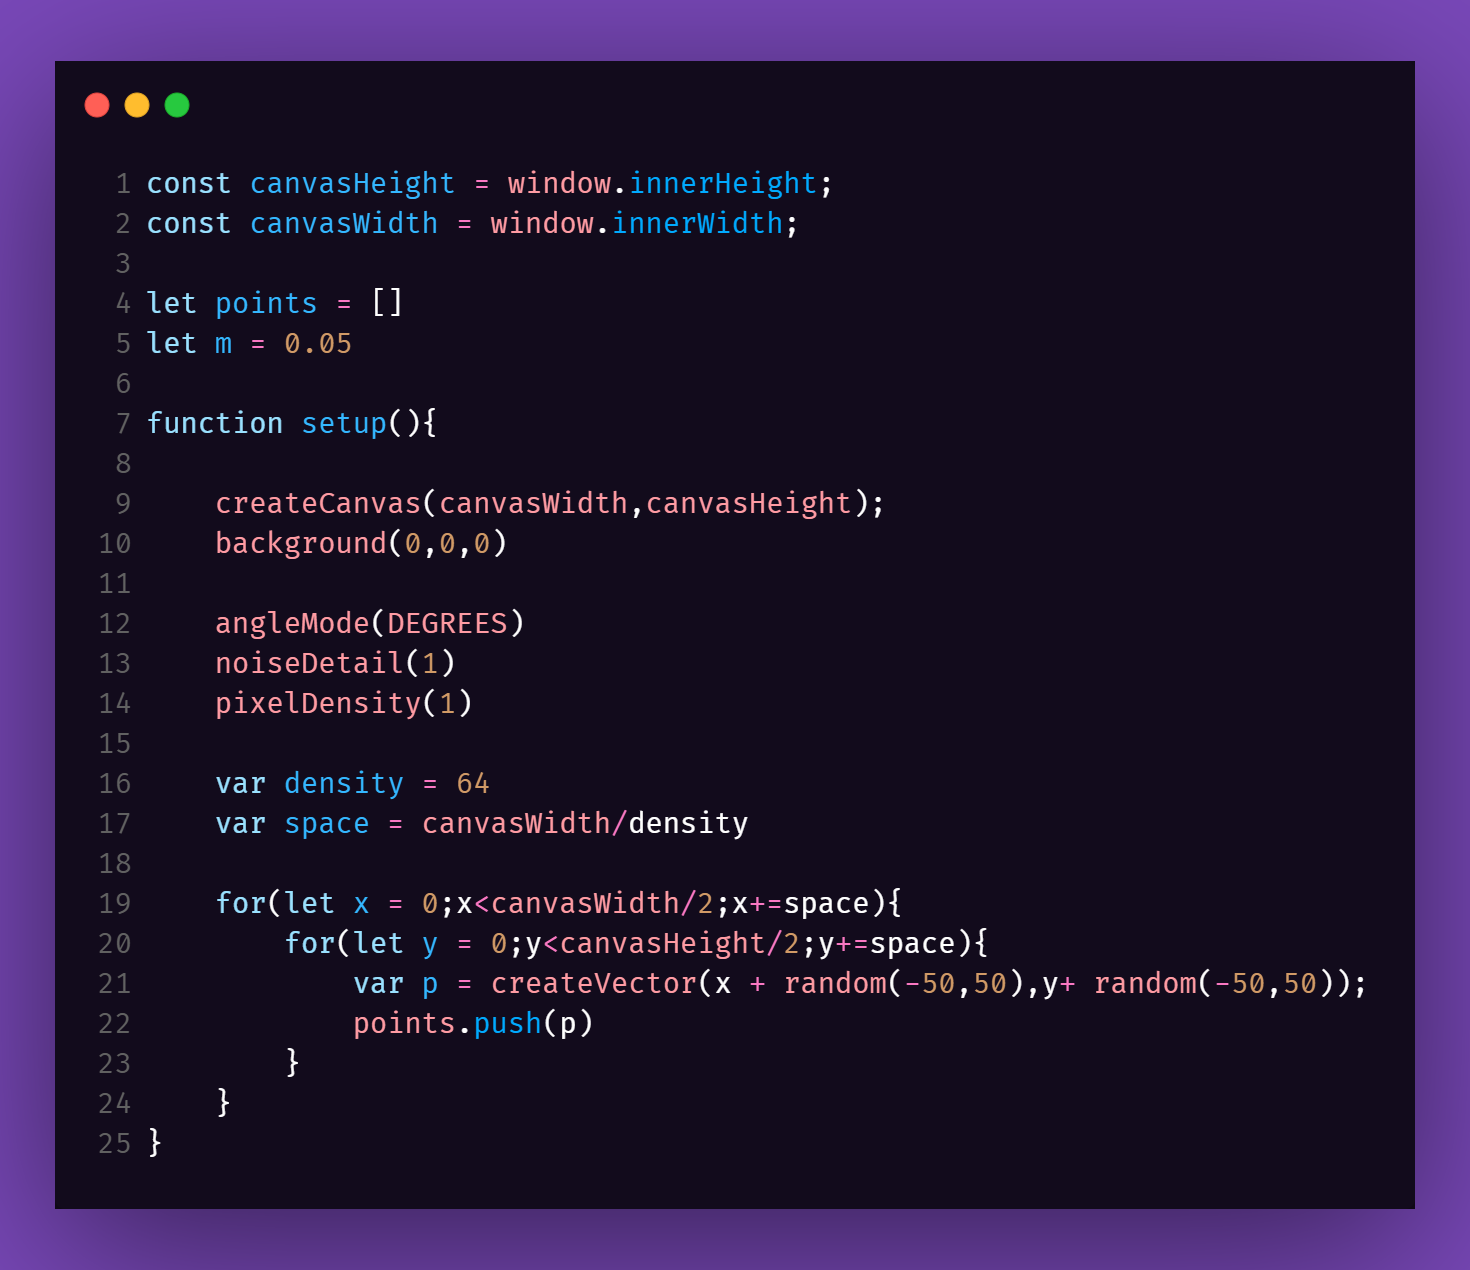 1 const canvasHeight = window.innerHeight;
2 const canvasWidth = window.innerWidth;
3
4 let points = []
5 let m = 0.05
6
7 function setup(){
8
9     createCanvas(canvasWidth,canvasHeight);
10     background(0,0,0)
11
12     angleMode(DEGREES)
13     noiseDetail(1)
14     pixelDensity(1)
15
16     var density = 64
17     var space = canvasWidth/density
18
19     for(let x = 0;x<canvasWidth/2;x+=space){
20         for(let y = 0;y<canvasHeight/2;y+=space){
21             var p = createVector(x + random(-50,50),y+ random(-50,50));
22             points.push(p)
23         }
24     }
25 }